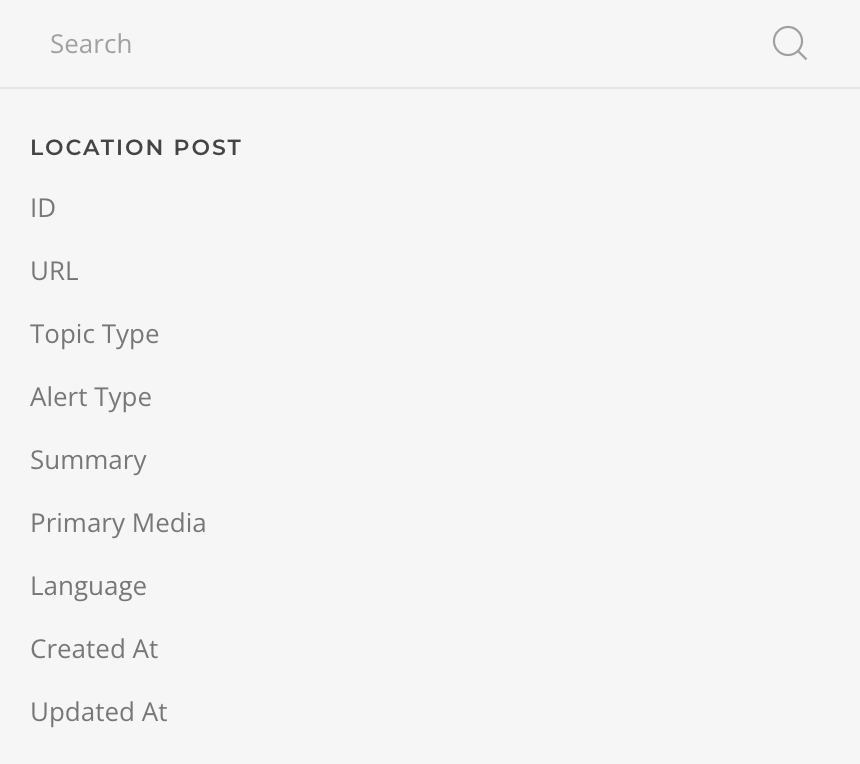 Search
LOCATION POST
ID
URL
Topic Type
Alert Type
Summary
Primary Media
Language
Created At
Updated At